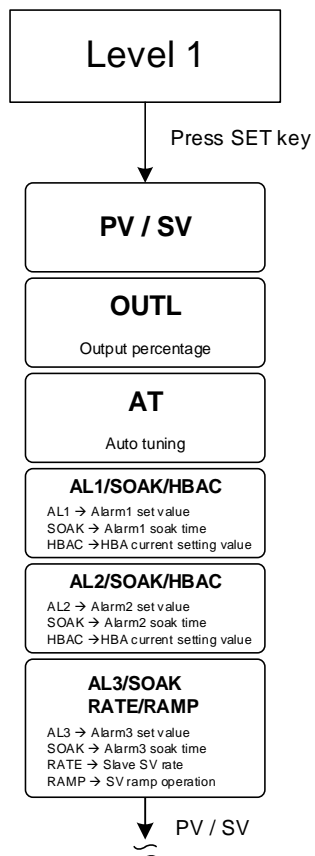 Level 1
Press SET key
PV / SV
OUTL
Output percentage
AT
Auto tuning
AL1/SOAK/HBAC
AL1 → Alarm1 set value
SOAK → Alarm1 soak time
HBAC →HBA current setting value
AL2/SOAK/HBAC
AL2 → Alarm2 set value
SOAK → Alarm2 soak time
HBAC →HBA current setting value
AL3/SOAK
RATE/RAMP
AL3 → Alarm3 set value
SOAK → Alarm3 soak time
RATE → Slave SV rate
RAMP → SV ramp operation
PV / SV